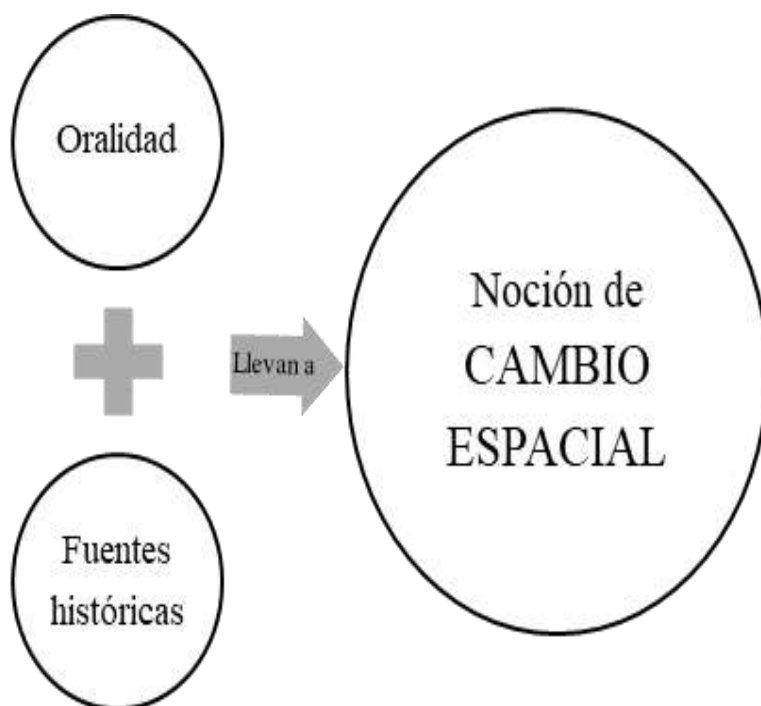 Oralidad
Llevan a
Fuentes
históricas
Noción de
CAMBIO
ESPACIAL